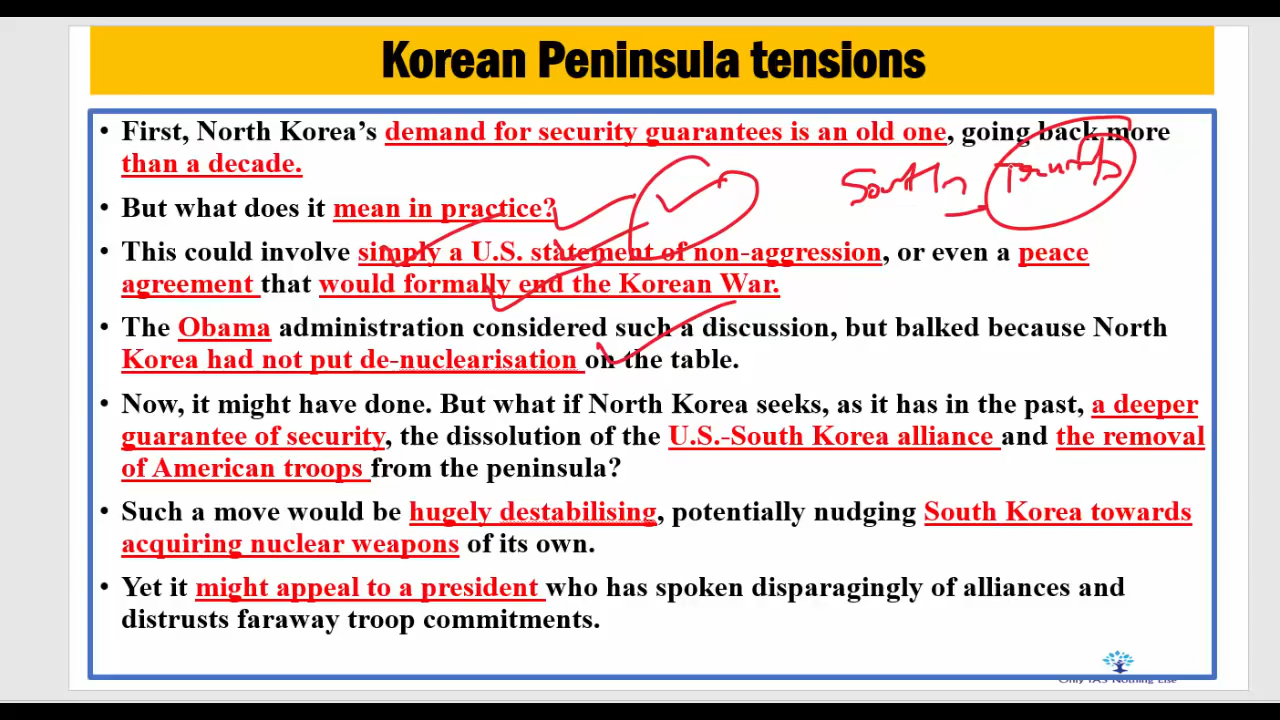 Korean Peninsula tensions
• First, North Korea's demand for security guarantees is an old one, going back more
than a decade.
South
• But what does it mean in practice?
• This could involve simply a U.S. statement of non-aggression, or even a peace
agreement that would formally end the Korean War.
• The Obama administration considered such a discussion, but balked because North
Korea had not put de-nuclearisation on the table.
• Now, it might have done. But what if North Korea seeks, as it has in the past, a deeper
guarantee of security, the dissolution of the U.S.-South Korea alliance and the removal
of American troops from the peninsula?
• Such a move would be hugely destabilising, potentially nudging South Korea towards
acquiring nuclear weapons of its own.
• Yet it might appeal to a president who has spoken disparagingly of alliances and
distrusts faraway troop commitments.
Only IAS Nothing Else